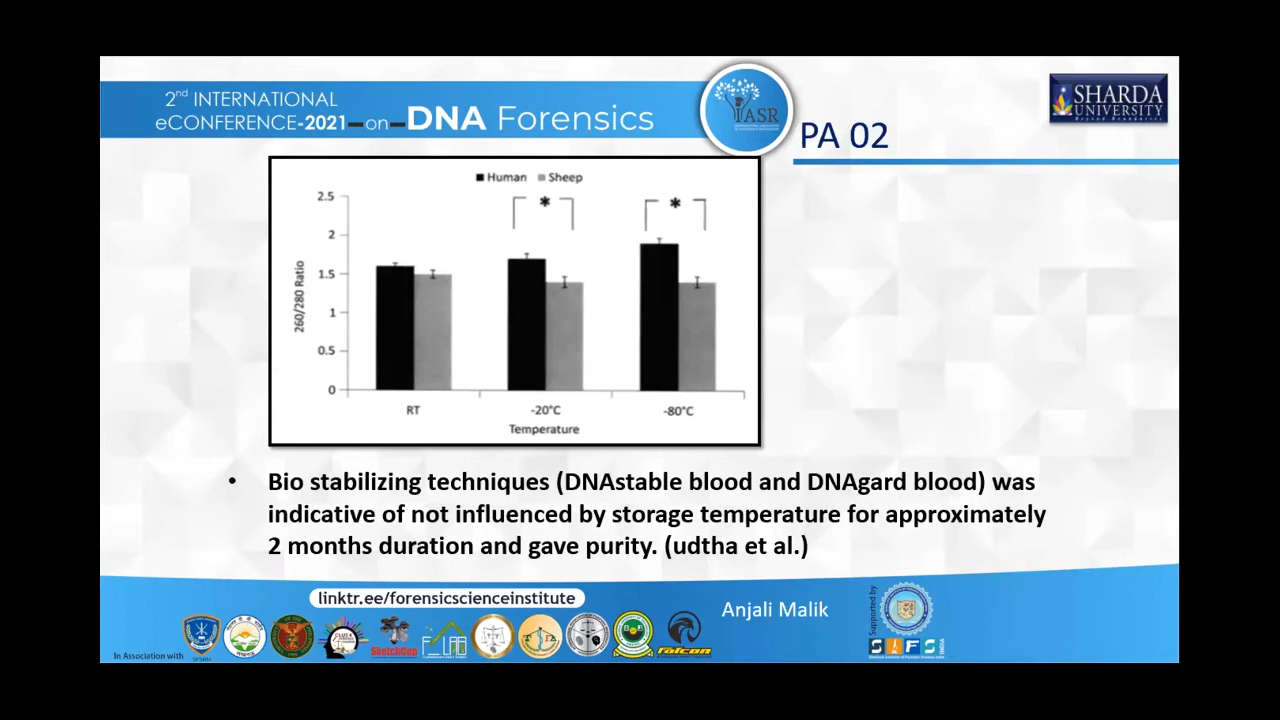 2nd INTERNATIONAL
eCONFERENCE-2021-on-DNA Forensics
IASR
SHARDA
UNIVERSITY
Beyond Boundaries
PA 02
Human Sheep
2.5
2
1.5
1
0.5
0
260/280 Ratio
* *
RT -20°C -80°C
Temperature
• Bio stabilizing techniques (DNAstable blood and DNAgard blood) was
indicative of not influenced by storage temperature for approximately
2 months duration and gave purity. (udtha et al.)
linktr.ee/forensicscienceinstitute
Anjali Malik
Supported by
In Association with
SketchCop
falcon
SIFS
INDIA